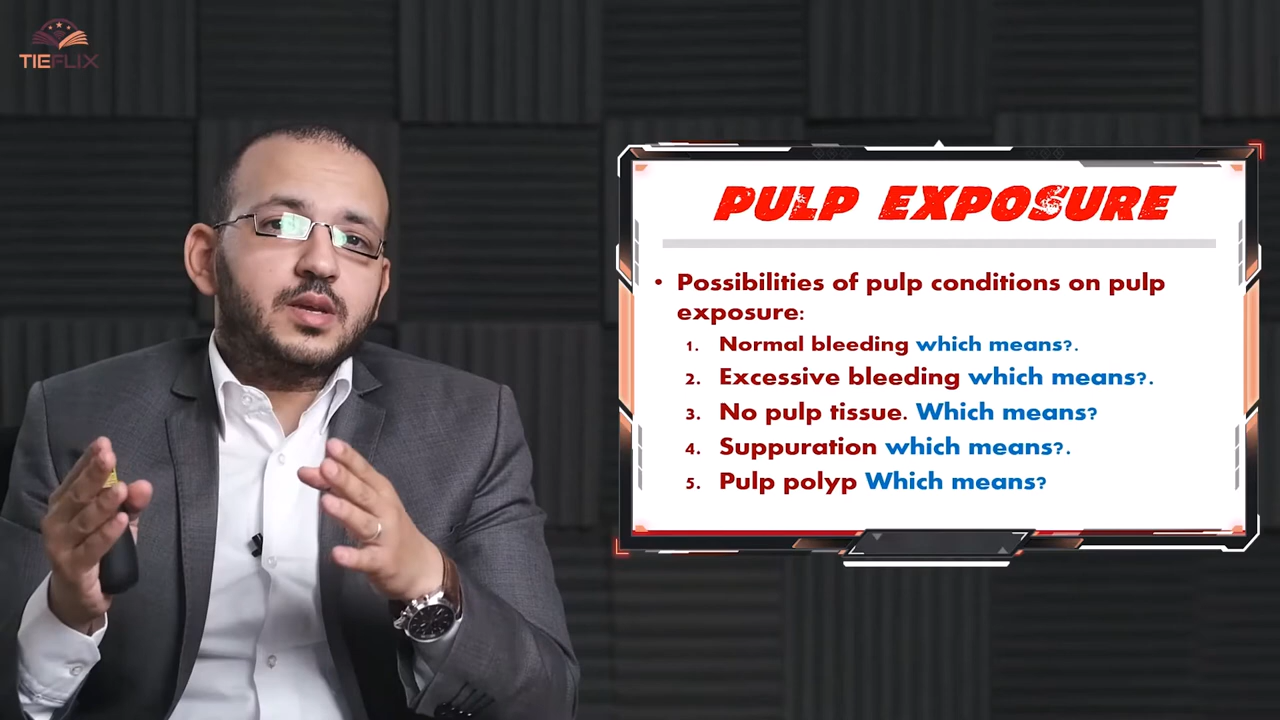 TIEFLIX
PULP EXPOSURE
• Possibilities of pulp conditions on pulp
exposure:
1. Normal bleeding which means?.
2. Excessive bleeding which means?.
3. No pulp tissue. Which means?
4. Suppuration which means?.
5. Pulp polyp Which means?